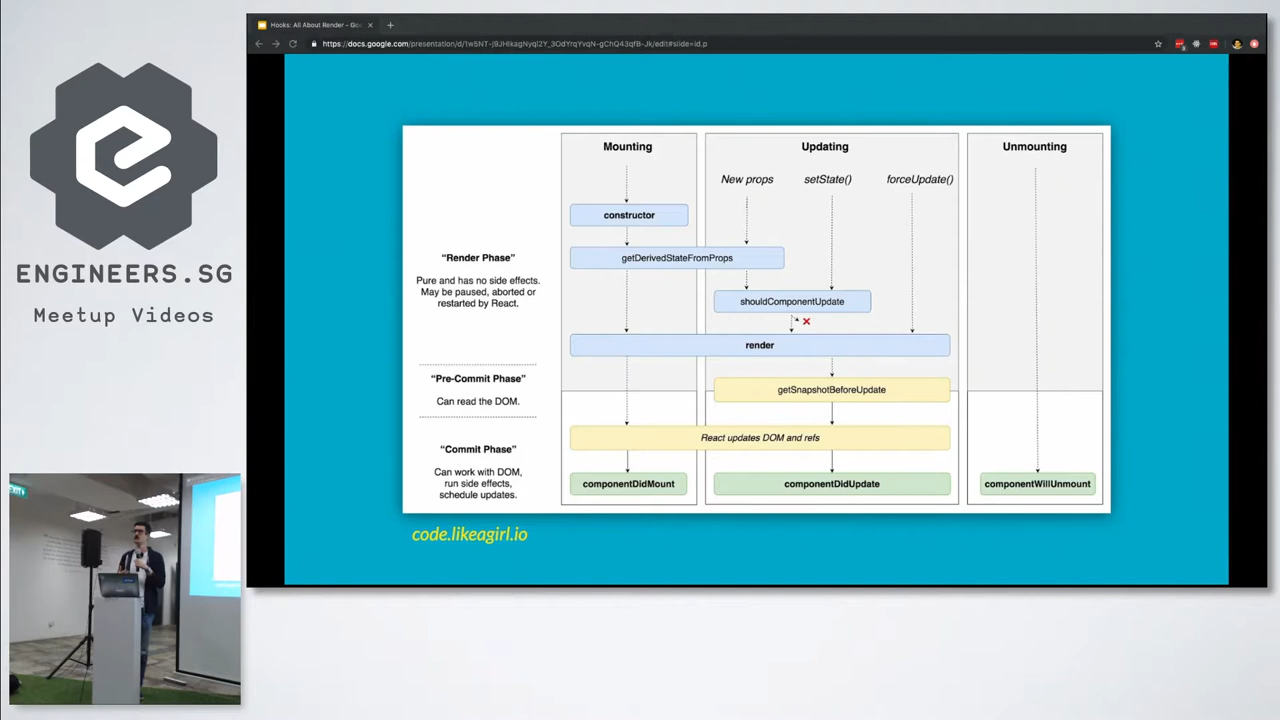 Hooks: All About Render - Go
ENGINEERS.SG
Meetup Videos
Mounting
Updating
Unmounting
New props
setState()
forceUpdate()
constructor
"Render Phase"
Pure and has no side effects.
May be paused, aborted or
restarted by React.
getDerivedStateFromProps
shouldComponentUpdate
render
"Pre-Commit Phase"
Can read the DOM.
getSnapshotBeforeUpdate
React updates DOM and refs
"Commit Phase"
Can work with DOM,
run side effects,
schedule updates.
componentDidMount
componentDidUpdate
componentWillUnmount
code.likeagirl.io